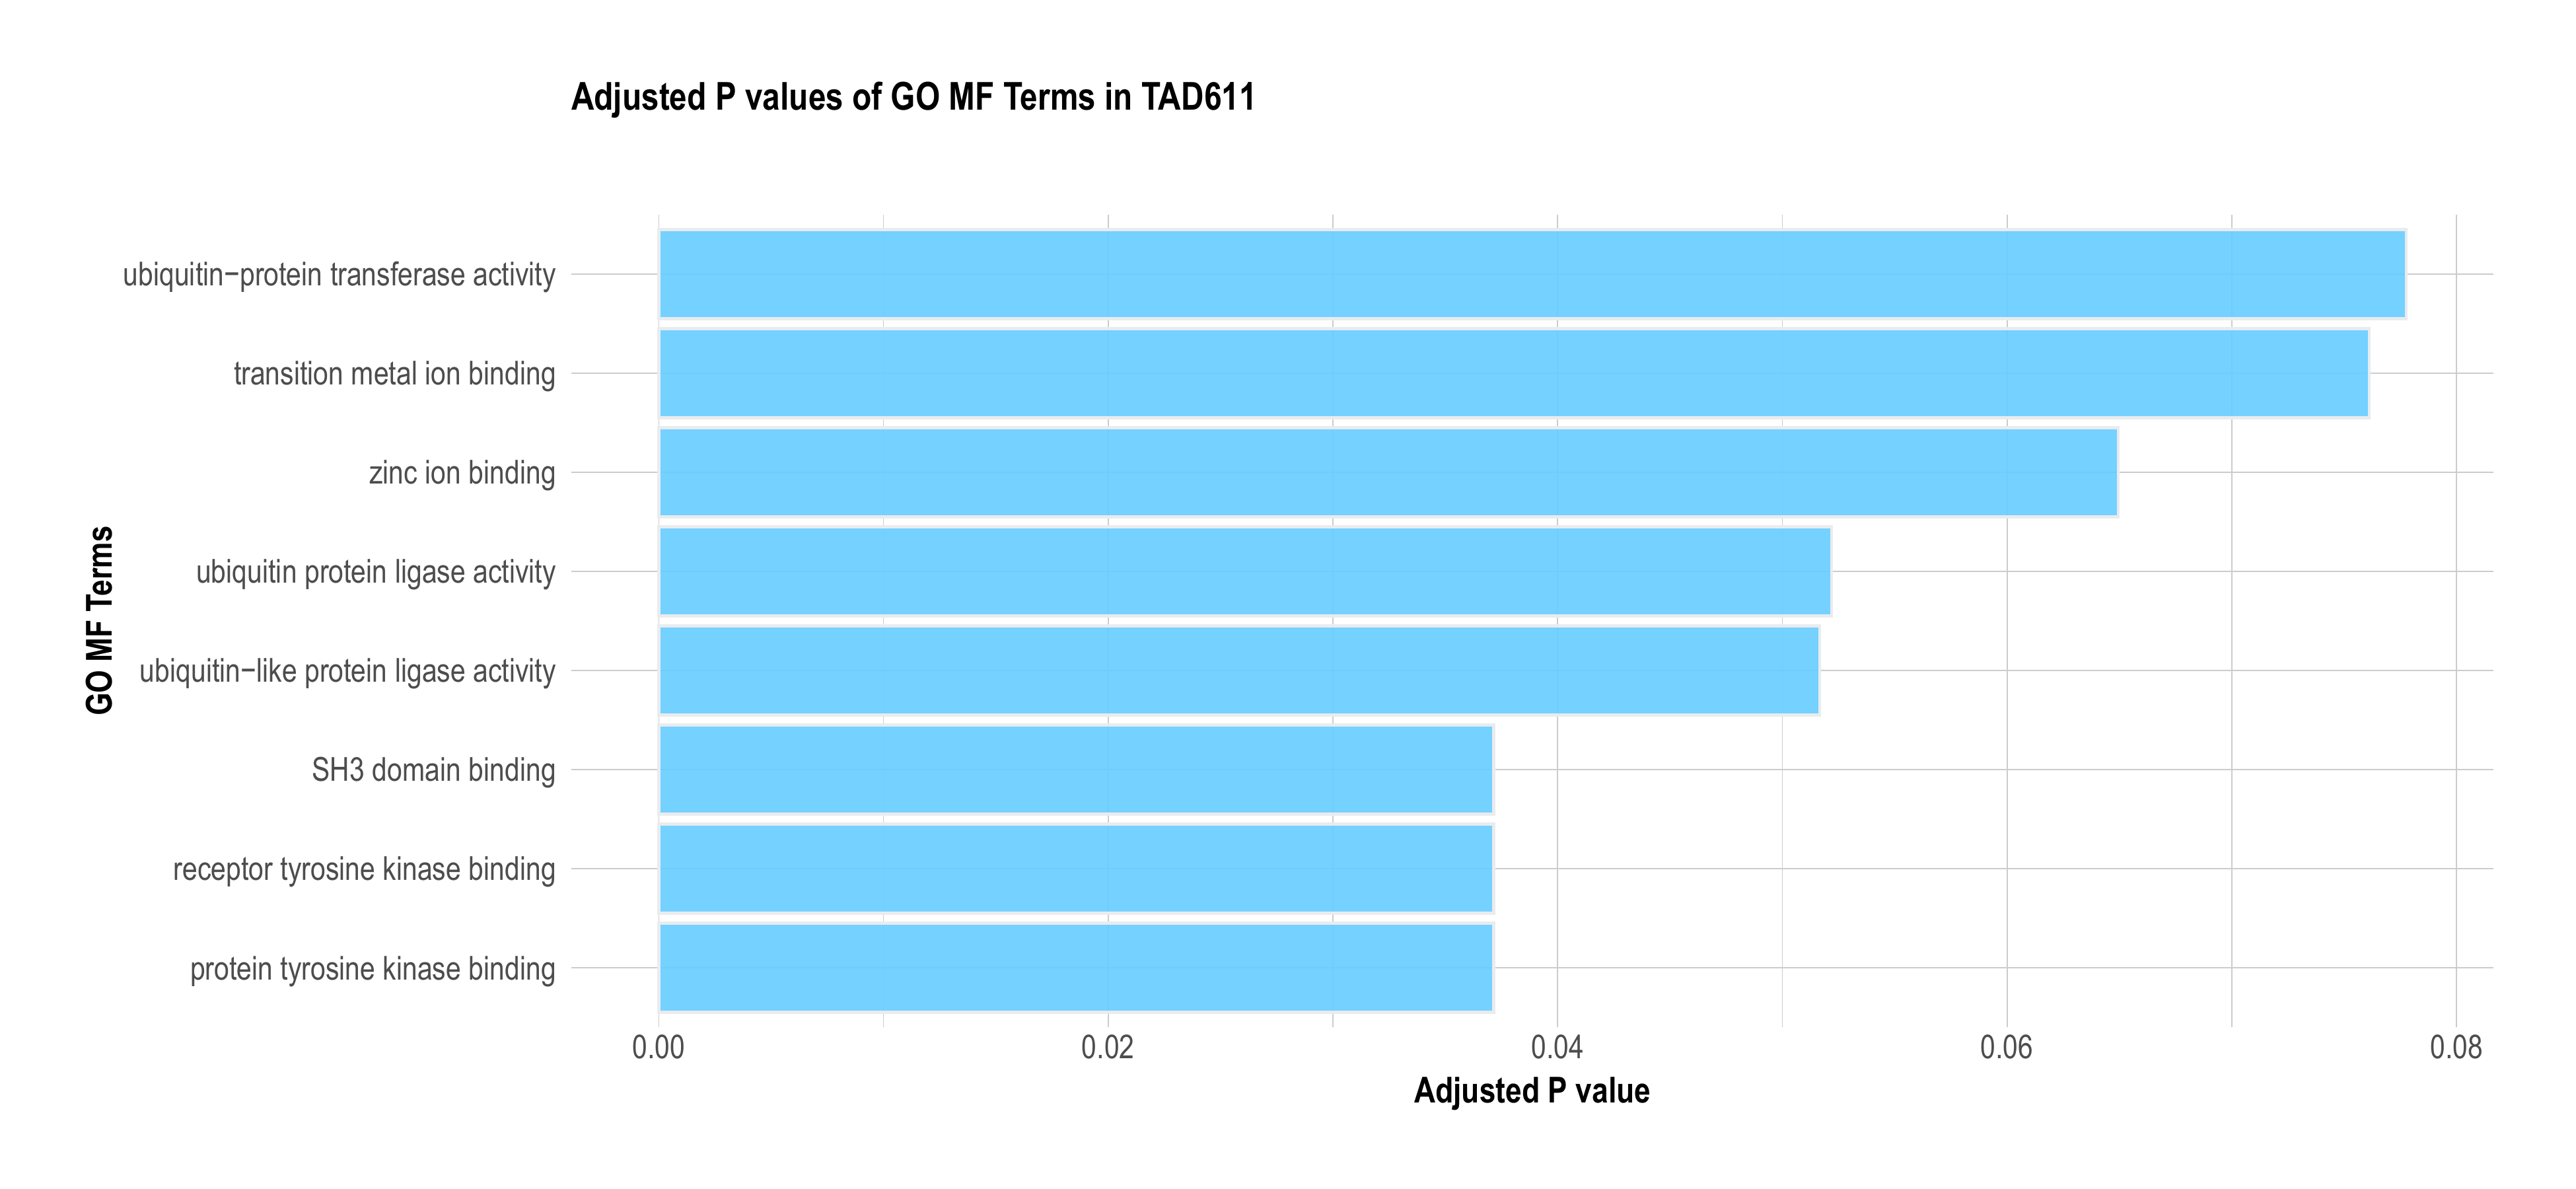 Adjusted P values of GO MF Terms in TAD611
GO MF Terms
ubiquitin−protein transferase activity
transition metal ion binding
zinc ion binding
ubiquitin protein ligase activity
ubiquitin−like protein ligase activity
SH3 domain binding
receptor tyrosine kinase binding
protein tyrosine kinase binding
0.00 0.02 0.04 0.06 0.08
Adjusted P value